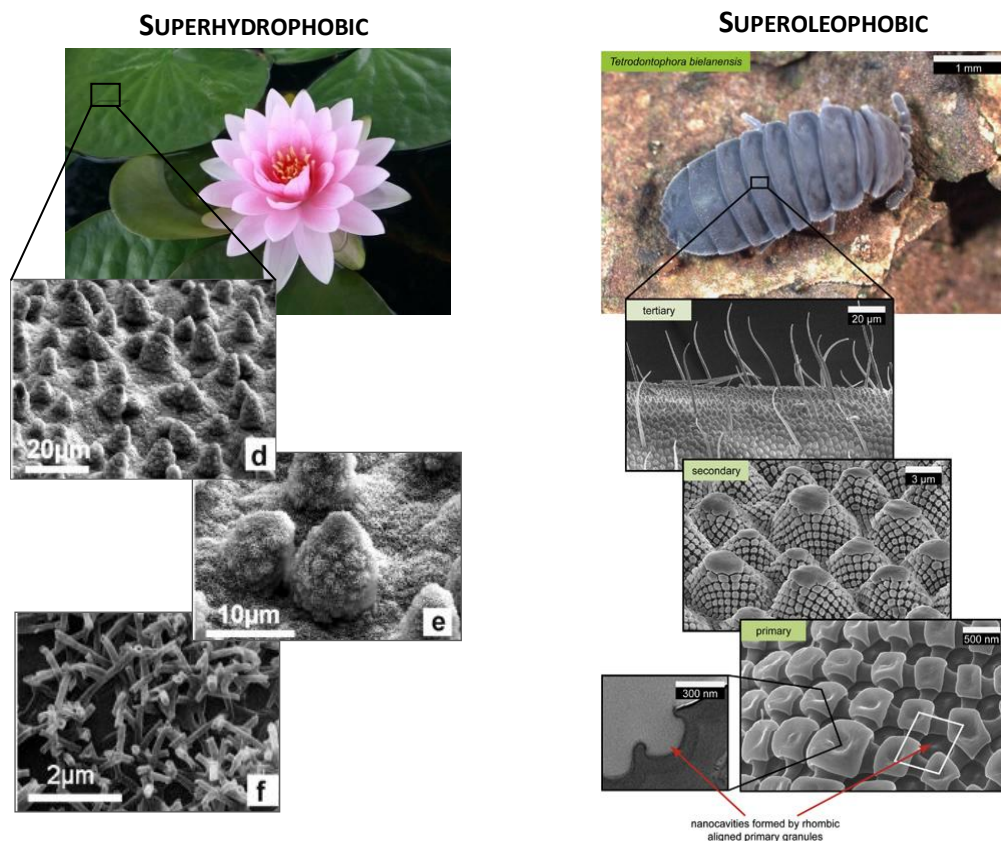 SUPERHYDROPHOBIC
20µm
d
10µm
e
2µm
f
SUPEROLEOPHOBIC
Tetrodontophora bielanensis
1 mm
tertiary
20 µm
secondary
3 µm
primary
500 nm
300 nm
nanocavities formed by rhombic
aligned primary granules